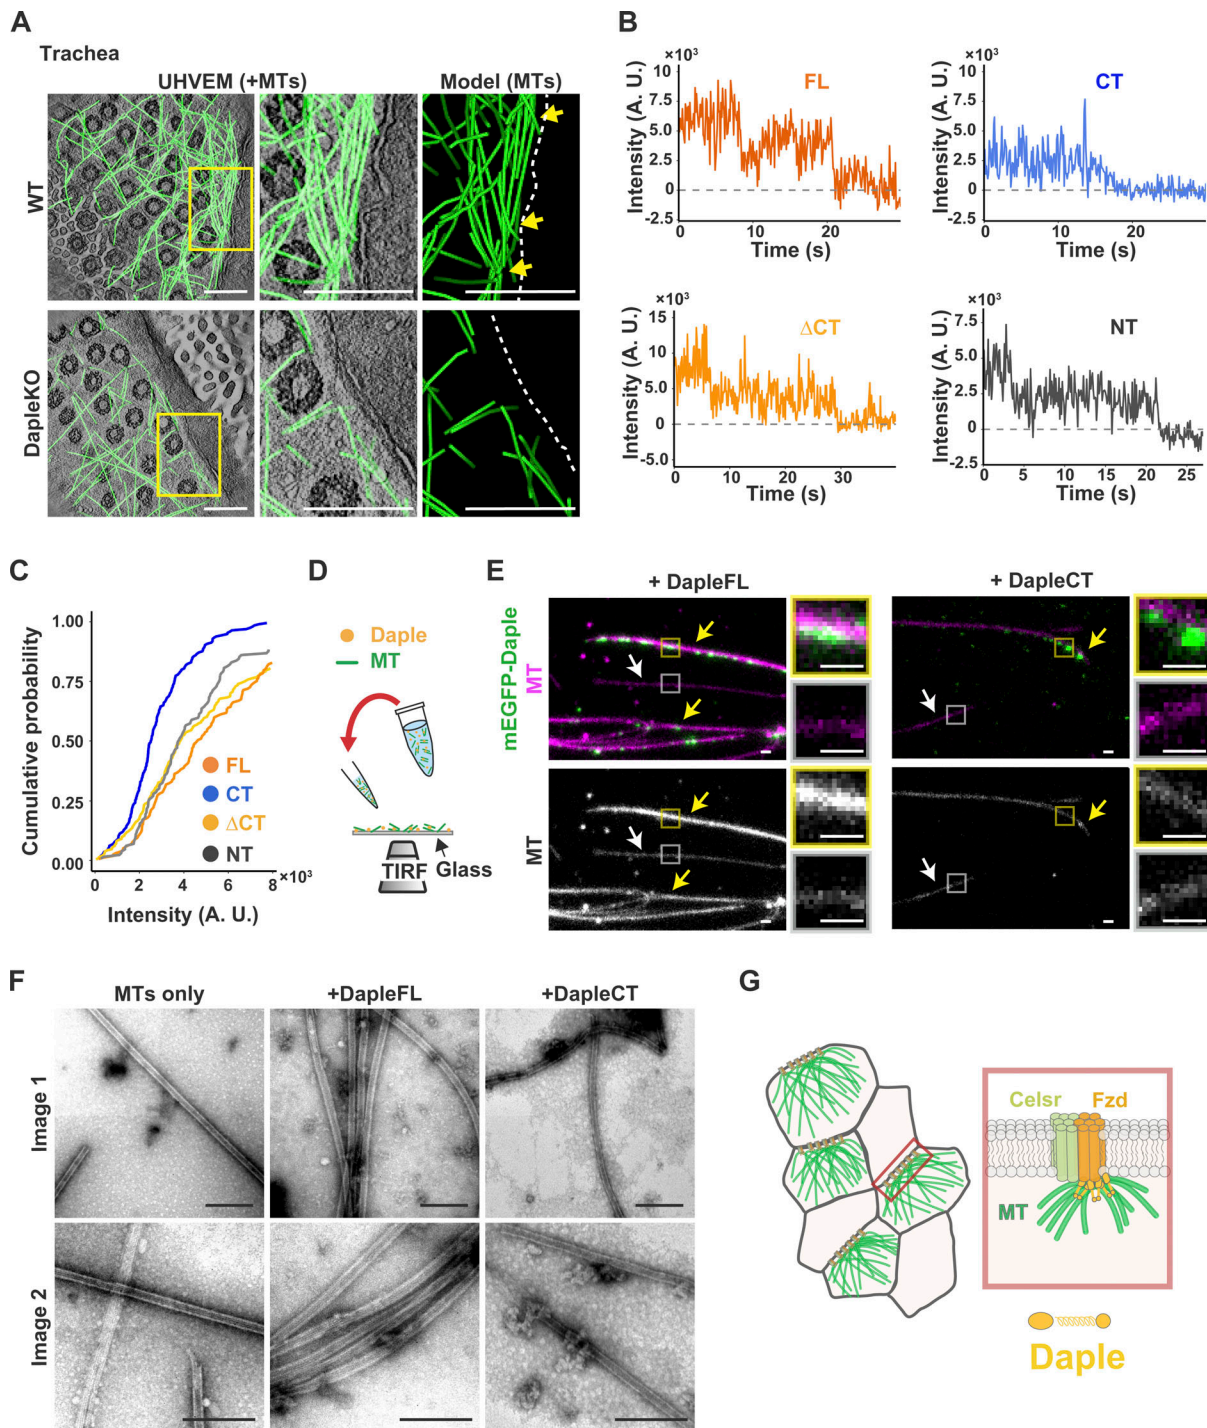 A
Trachea
UHVEM (+MTs)
Model (MTs)
WT
DapleKO
B
×10³
FL
Intensity (A. U.)
7.5
5.0
2.5
0
-2.5
0 10 20
Time (s)
×10³
CT
Intensity (A. U.)
10
7.5
5.0
2.5
0
-2.5
0 10 20
Time (s)
×10³
ΔCT
Intensity (A. U.)
15
10
5.0
0
-5.0
0 10 20 30
Time (s)
×10³
NT
Intensity (A. U.)
7.5
5.0
2.5
0
-2.5
0 5 10 15 20 25
Time (s)
C
Cumulative probability
1.00
0.75
0.50
0.25
0.00
FL
CT
ΔCT
NT
0 2 4 6 8 ×10³
Intensity (A. U.)
D
Daple
MT
TIRF
Glass
E
+ DapleFL
+ DapleCT
mEGFP-Daple
MT
MT
F
MTs only
+DapleFL
+DapleCT
Image 1
Image 2
G
Celsr
Fzd
MT
Daple